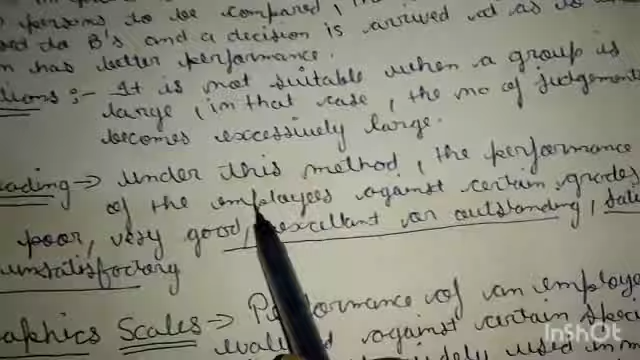 persons to be compared,
to B's and a decision is arrived at as to
has better performance.
:- It is not suitable when a group is
large, in that case, the no of judgements
becomes excessively large.
→ Under this method, the performance
of the employees against certain grades
poor, very good, excellent or outstanding,
unsatisfactory
Scales → Performance of an employee
against certain
used in
InShOt